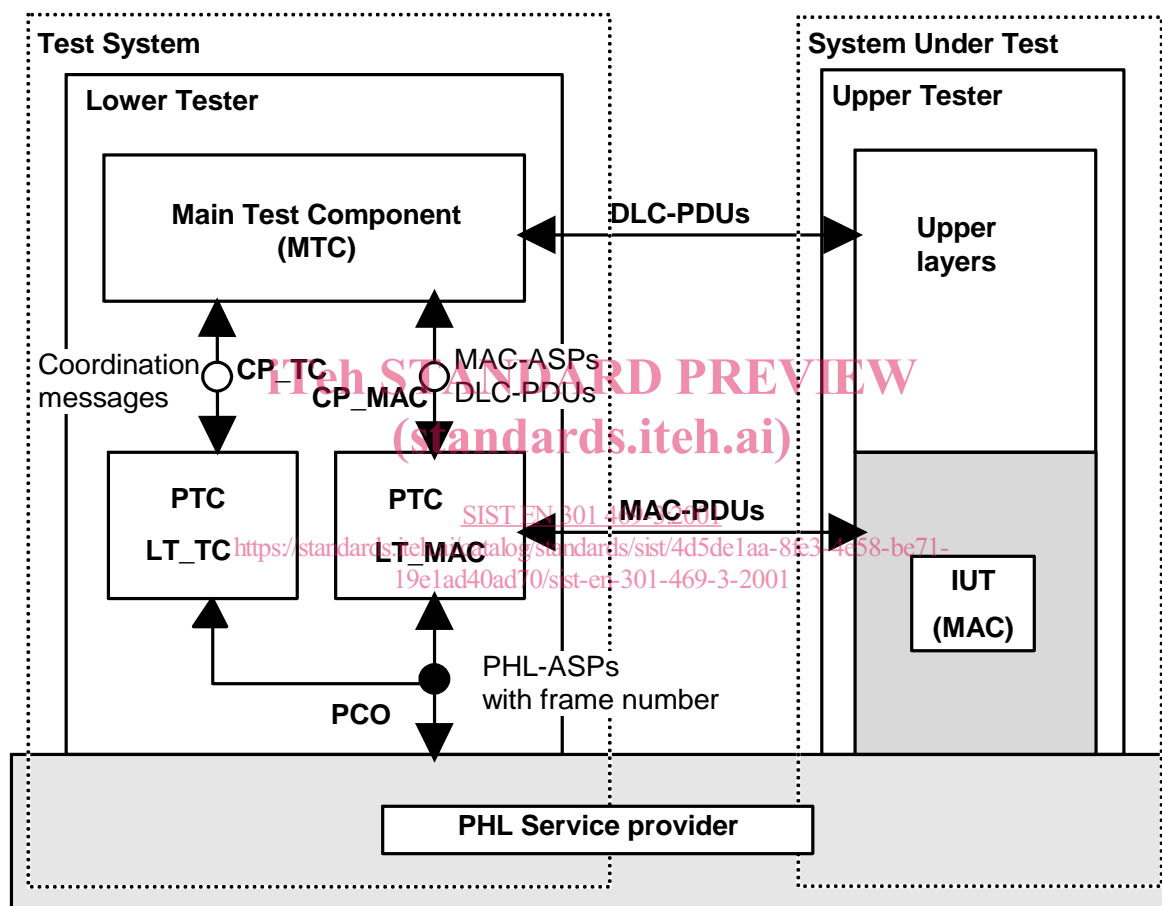 Test System
System Under Test
Lower Tester
Upper Tester
Main Test Component
(MTC)
DLC-PDUs
Upper
layers
Coordination
messages
CP_TC
CP_MAC
MAC-ASPs
DLC-PDUs
iTeh STANDARD PREVIEW
(standards.iteh.ai)
PTC
LT_TC
PTC
LT_MAC
MAC-PDUs
SIST EN 301 469-3:2001
https://standards.iteh.ai/catalog/standards/sist/4d5de1aa-8fe3-4e58-be71-
19e1ad40ad70/sist-en-301-469-3-2001
IUT
(MAC)
PHL-ASPs
with frame number
PCO
PHL Service provider